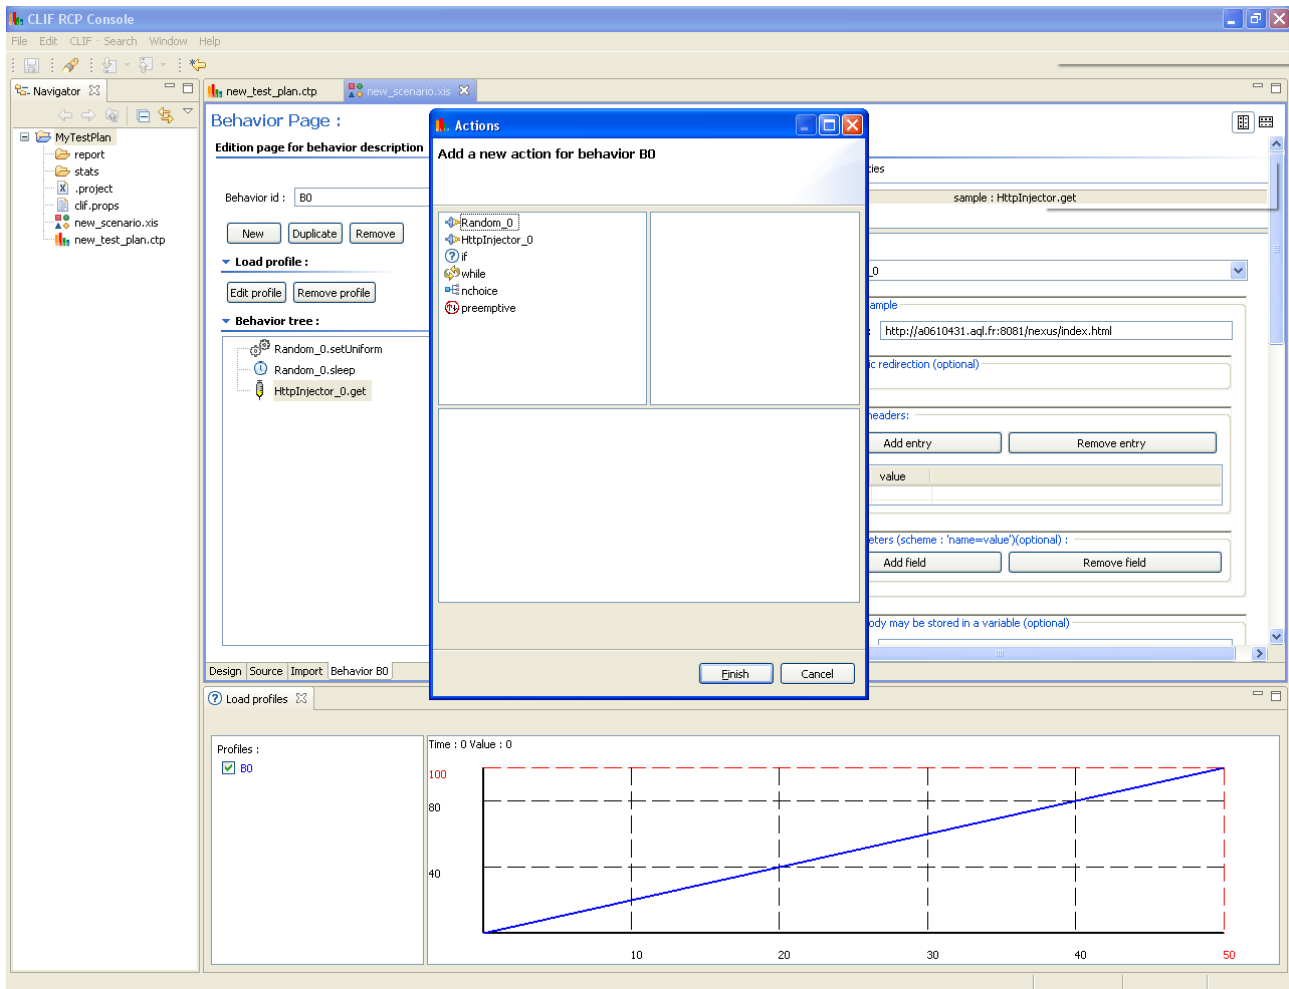 CLIF RCP Console
File Edit CLIF Search Window Help
Navigator
new_test_plan.ctp
new_scenario.xis
MyTestPlan
report
stats
.project
clif.props
new_scenario.xis
new_test_plan.ctp
Behavior Page :
Edition page for behavior description
Behavior id : B0
New Duplicate Remove
Load profile :
Edit profile Remove profile
Behavior tree :
Random_0.setUniform
Random_0.sleep
HttpInjector_0.get
Design Source Import Behavior B0
Actions
Add a new action for behavior B0
Random_0
HttpInjector_0
if
while
nchoice
preemptive
Finish Cancel
ties
sample : HttpInjector.get
_0
ample
: http://a0610431.aql.fr:8081/nexus/index.html
ic redirection (optional)
headers:
Add entry Remove entry
value
eters (scheme : 'name=value')(optional) :
Add field Remove field
ody may be stored in a variable (optional)
Load profiles
Profiles :
B0
Time : 0 Value : 0
100
80
40
10 20 30 40 50